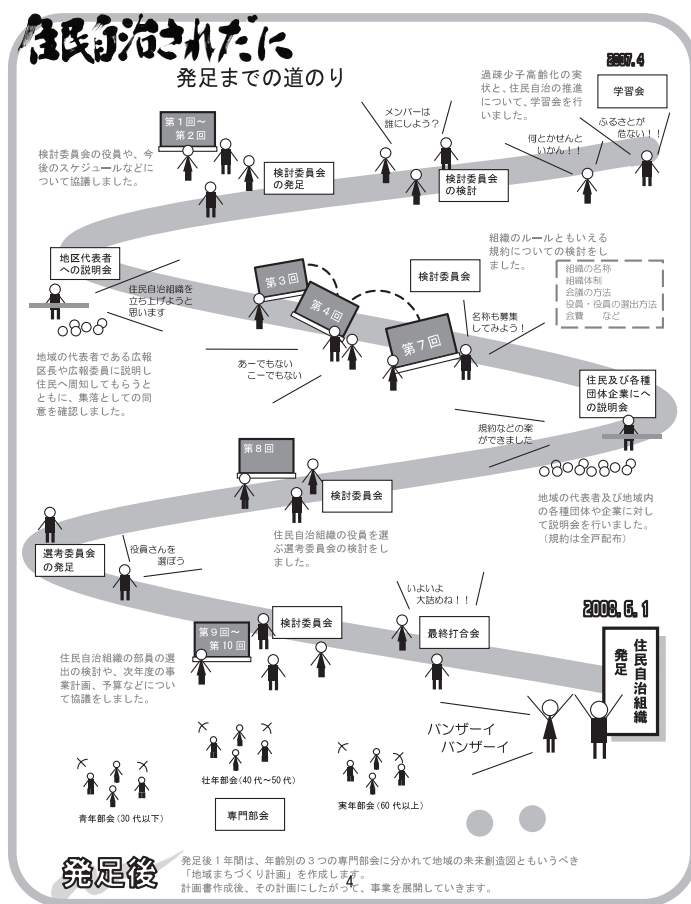 住民自治されだに
発足までの道のり
2007.4
学習会
過疎少子高齢化の実
状と、住民自治の推進
について、学習会を行
いました。
ふるさとが
危ない！！
何とかせんと
いかん！！
メンバーは
誰にしよう？
検討委員会
の検討
第１回～
第２回
検討委員会
の発足
検討委員会の役員や、今
後のスケジュールなどに
ついて協議しました。
地区代表者
への説明会
住民自治組織を
立ち上げようと
思います
地域の代表者である広報
区長や広報委員に説明し
住民へ周知してもらうと
ともに、集落としての同
意を確認しました。
第３回
第４回
第７回
あーでもない
こーでもない
検討委員会
名称も募集
してみよう！
組織のルールともいえる
規約についての検討をし
ました。
組織の名称
組織体制
会議の方法
役員・役員の選出方法
会費　など
住民及び各種
団体企業にへ
の説明会
規約などの案
ができました
地域の代表者及び地域内
の各種団体や企業に対し
て説明会を行いました。
（規約は全戸配布）
第８回
検討委員会
住民自治組織の役員を選
ぶ選考委員会の検討をし
ました。
選考委員会
の発足
役員さんを
選ぼう
第９回～
第10回
検討委員会
住民自治組織の部員の選
出の検討や、次年度の事
業計画、予算などについ
て協議をしました。
いよいよ
大詰めね！！
最終打合会
2008.6.1
住民自治組織
発足
バンザーイ
バンザーイ
青年部会(30代以下)
壮年部会(40代～50代)
実年部会(60代以上)
専門部会
発足後
発足後１年間は、年齢別の３つの専門部会に分かれて地域の未来創造図ともいうべき
「地域まちづくり計画」を作成します。
計画書作成後、その計画にしたがって、事業を展開していきます。
4